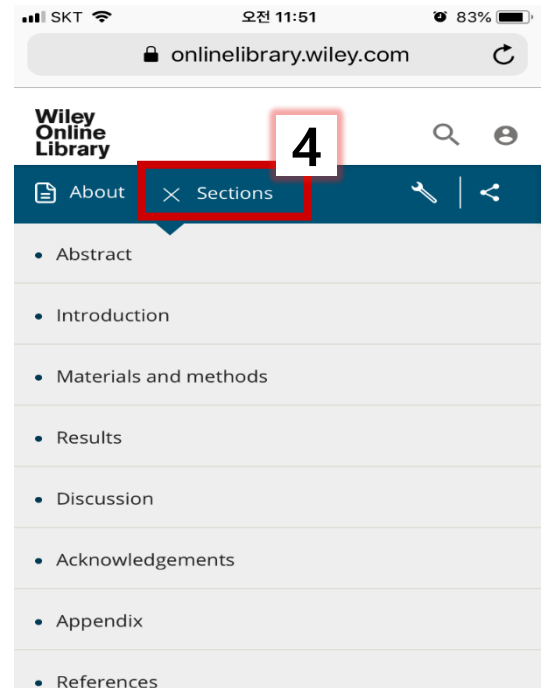 SKT 오전 11:51 83%
onlinelibrary.wiley.com
Wiley
Online
Library
4
About Sections
Abstract
Introduction
Materials and methods
Results
Discussion
Acknowledgements
Appendix
References